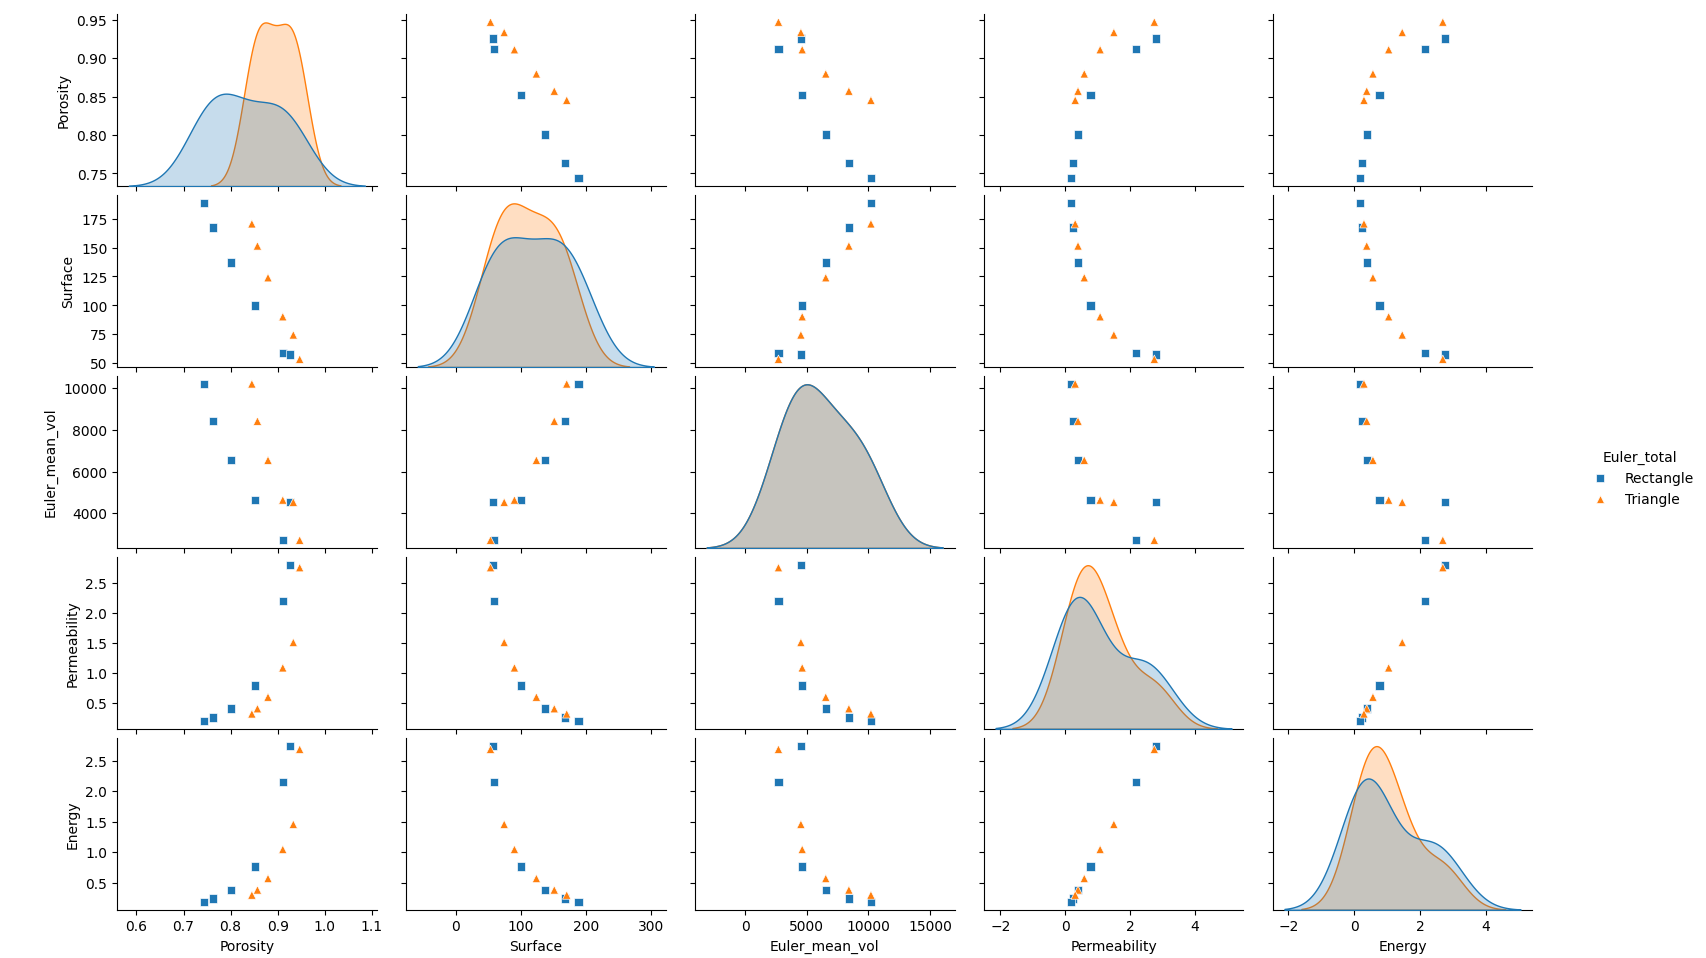 0.95
0.90
0.85
0.80
0.75
Porosity
175
150
125
100
75
50
Surface
10000
8000
6000
4000
Euler_mean_vol
Euler_total
Rectangle
Triangle
2.5
2.0
1.5
1.0
0.5
Permeability
2.5
2.0
1.5
1.0
0.5
Energy
0.6 0.7 0.8 0.9 1.0 1.1
Porosity
0 100 200 300
Surface
0 5000 10000 15000
Euler_mean_vol
−2 0 2 4
Permeability
−2 0 2 4
Energy